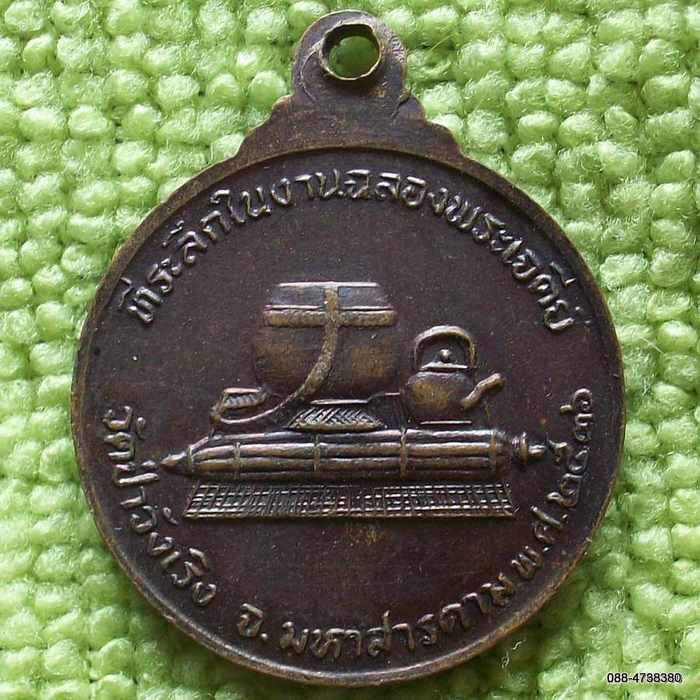 ที่ระลึกในงานฉลองพระเจดีย์
วัดป่าวังเริง จ.มหาสารคาม พ.ศ.๒๕๓๖
088-4738380